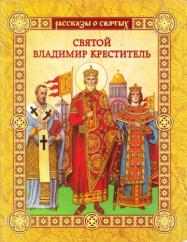 рассказы о святых
СВЯТОЙ
ВЛАДИМИР КРЕСТИТЕЛЬ